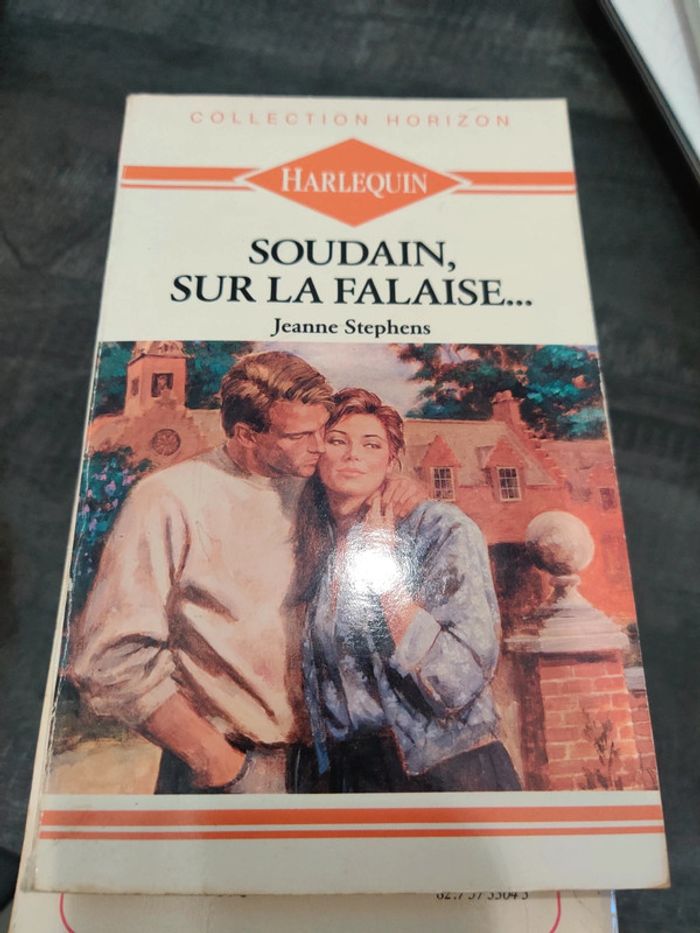 COLLECTION HORIZON
HARLEQUIN
SOUDAIN,
SUR LA FALAISE...
Jeanne Stephens